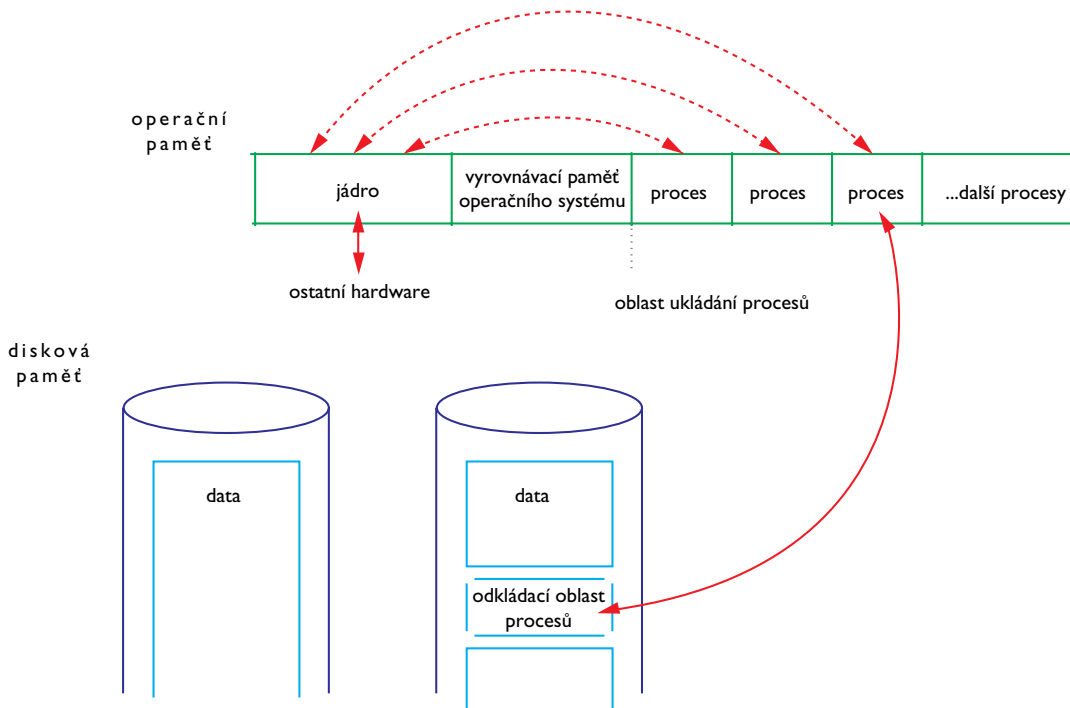 operační
paměť
jádro
vyrovnávací paměť
operačního systému
proces
proces
proces
...další procesy
ostatní hardware
oblast ukládání procesů
disková
paměť
data
data
odkládací oblast
procesů